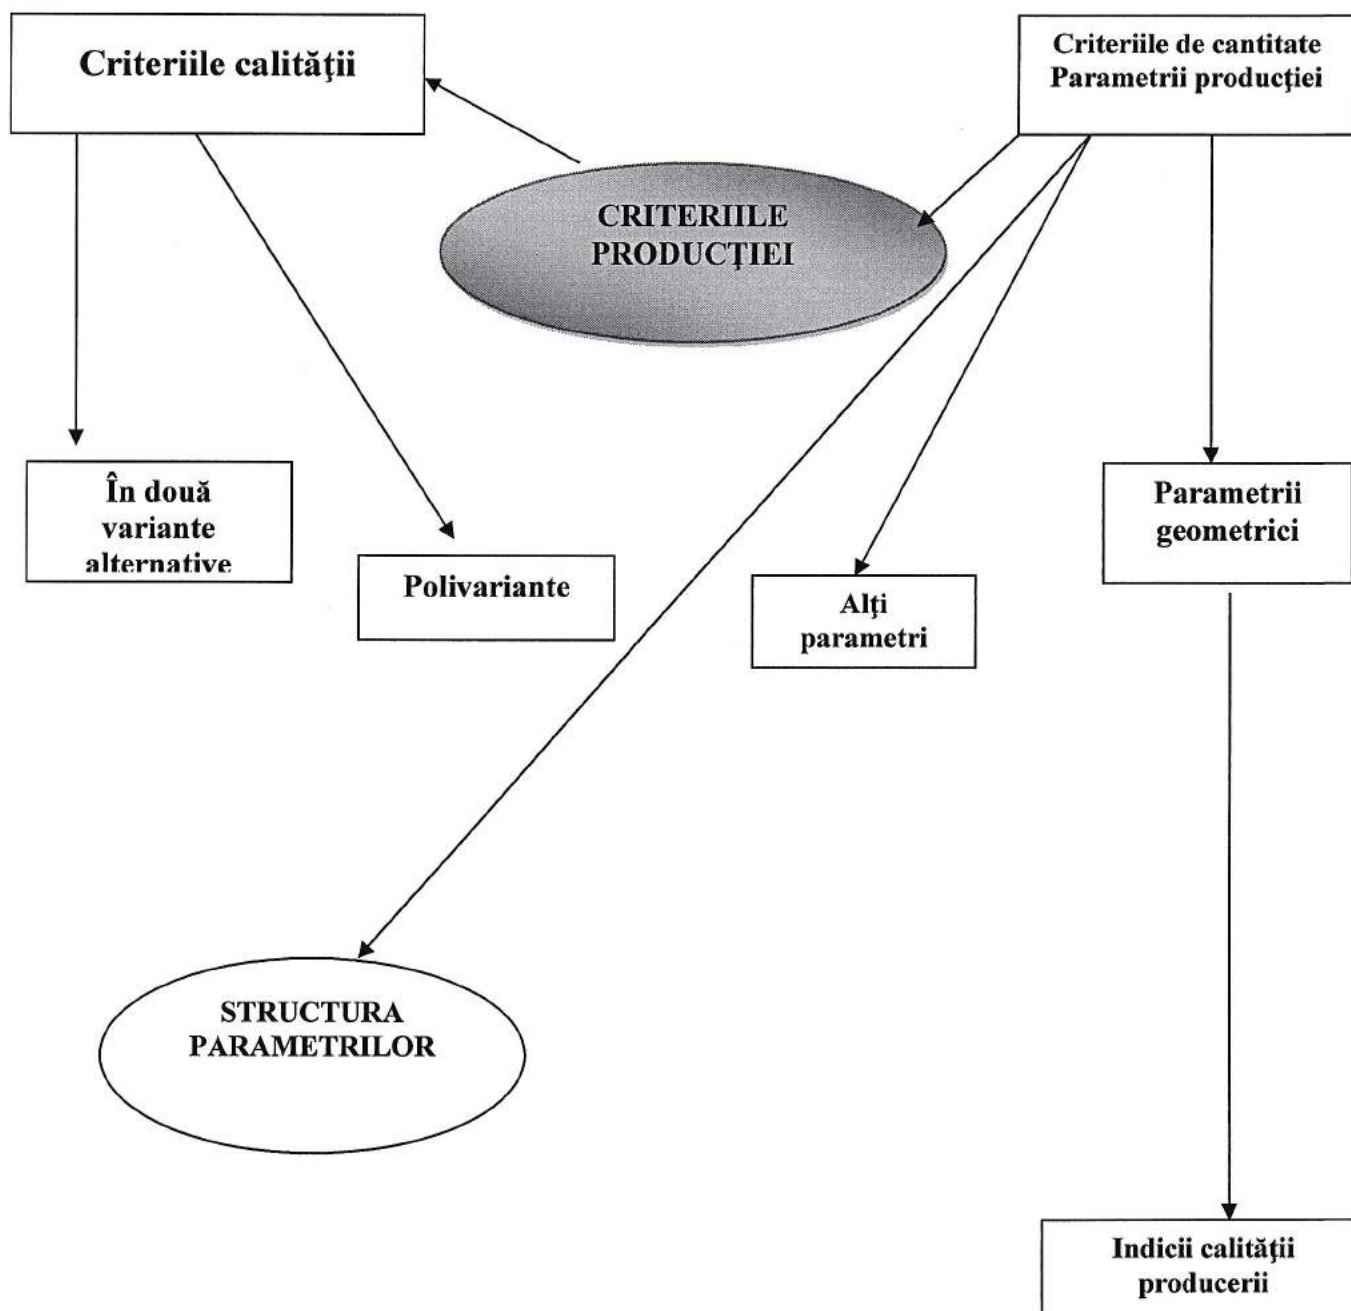 Criteriile calităţii
Criteriile de cantitate
Parametrii producţiei
CRITERIILE
PRODUCŢIEI
În două
variante
alternative
Polivariante
Alţi
parametri
Parametrii
geometrici
STRUCTURA
PARAMETRILOR
Indicii calităţii
producerii